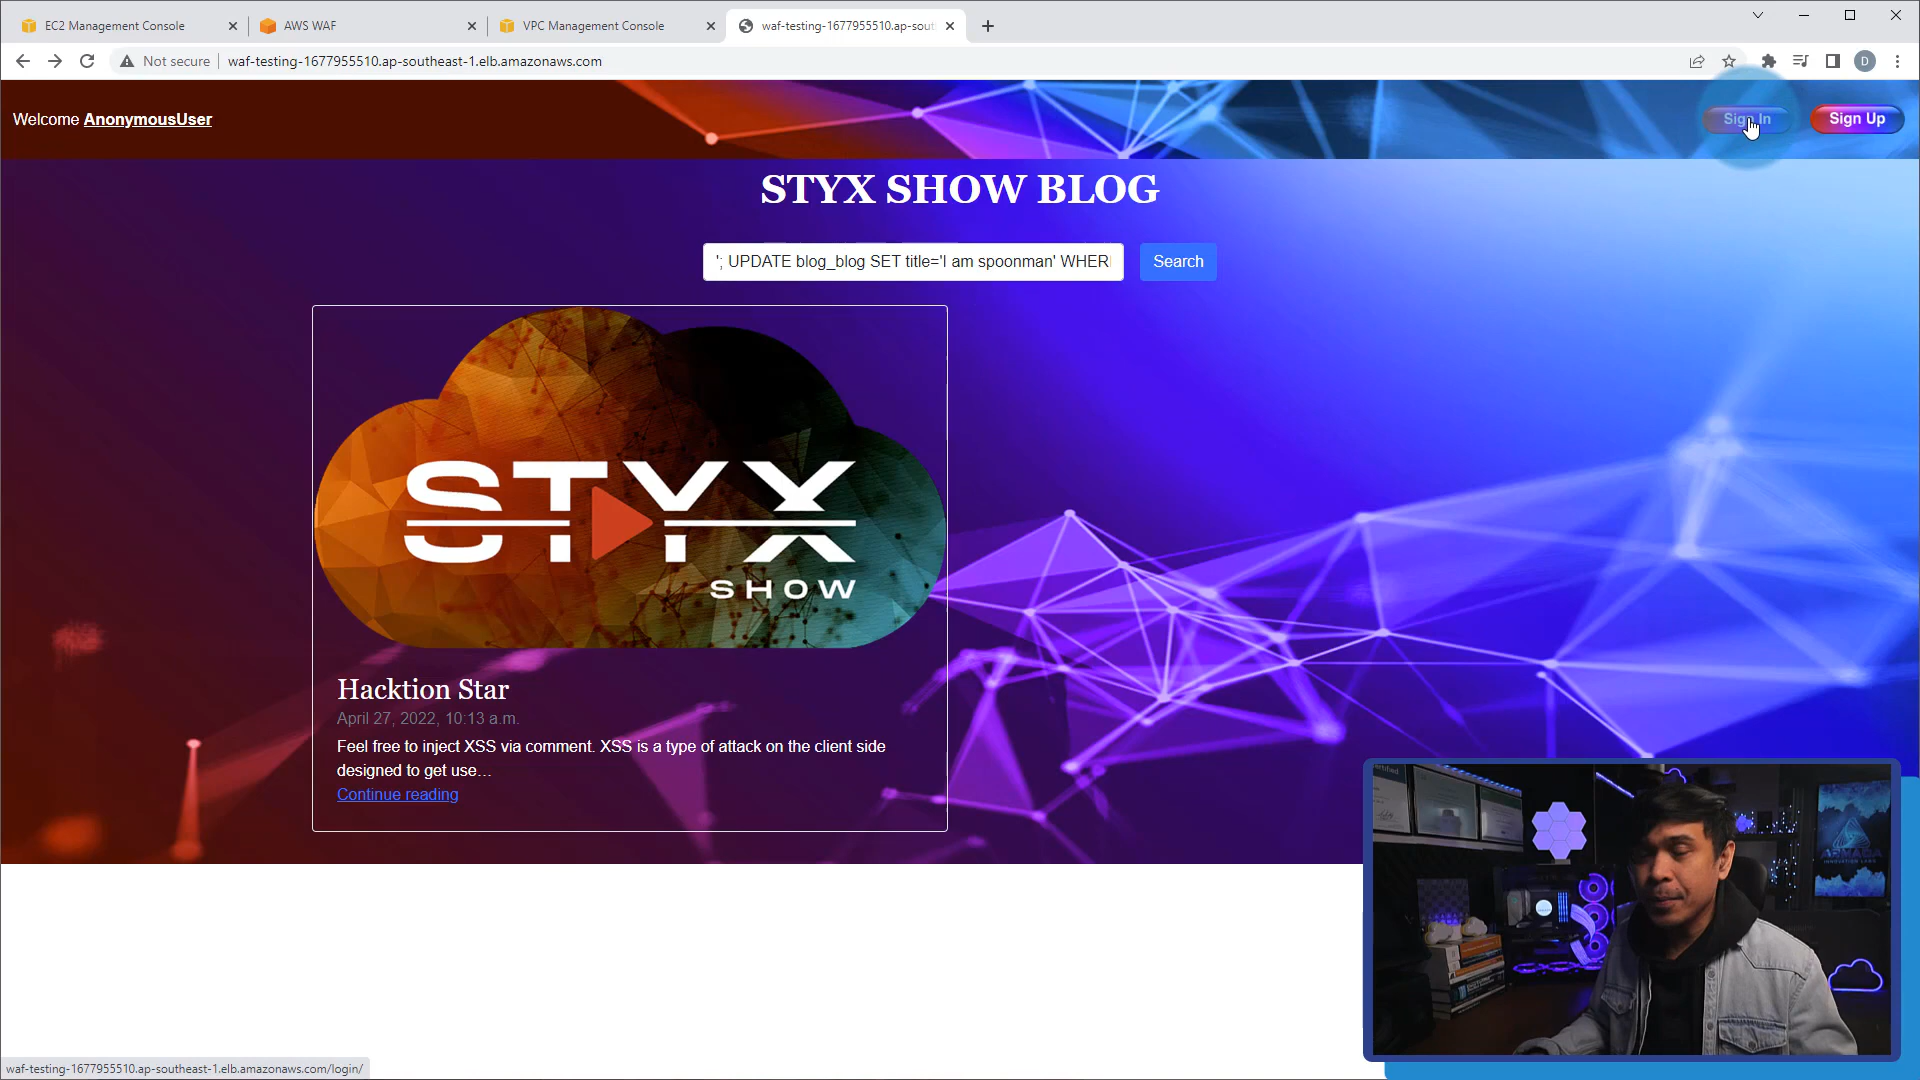 EC2 Management Console
AWS WAF
VPC Management Console
waf-testing-1677955510.ap-sout
Not secure
waf-testing-1677955510.ap-southeast-1.elb.amazonaws.com
D
Welcome AnonymousUser
Sign In
Sign Up
STYX SHOW BLOG
'; UPDATE blog_blog SET title='I am spoonman' WHER
Search
STYX
SHOW
Hacktion Star
April 27, 2022, 10:13 a.m.
Feel free to inject XSS via comment. XSS is a type of attack on the client side
designed to get use…
Continue reading
ARMADA
INNOVATION LABS
waf-testing-1677955510.ap-southeast-1.elb.amazonaws.com/login/